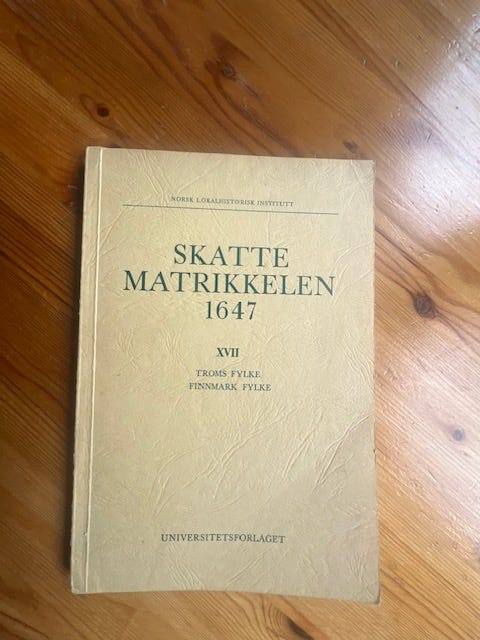 NORSK LOKALHISTORISK INSTITUTT
SKATTE
MATRIKKELEN
1647
XVII
TROMS FYLKE
FINNMARK FYLKE
UNIVERSITETSFORLAGET